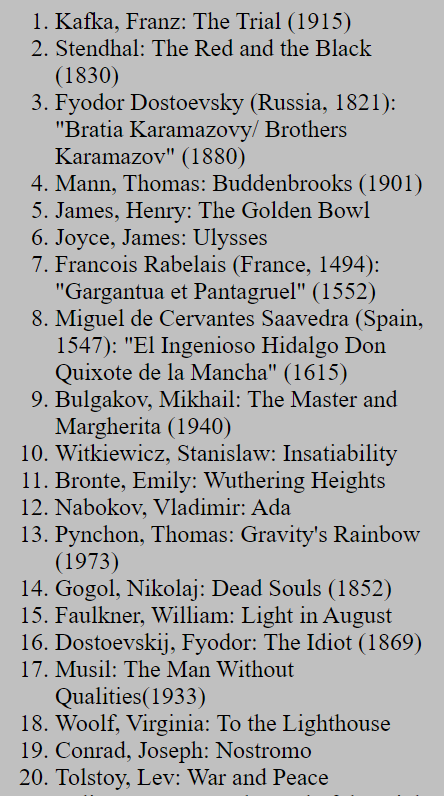 1. Kafka, Franz: The Trial (1915)
2. Stendhal: The Red and the Black
(1830)
3. Fyodor Dostoevsky (Russia, 1821):
"Bratia Karamazovy/ Brothers
Karamazov" (1880)
4. Mann, Thomas: Buddenbrooks (1901)
5. James, Henry: The Golden Bowl
6. Joyce, James: Ulysses
7. Francois Rabelais (France, 1494):
"Gargantua et Pantagruel" (1552)
8. Miguel de Cervantes Saavedra (Spain,
1547): "El Ingenioso Hidalgo Don
Quixote de la Mancha" (1615)
9. Bulgakov, Mikhail: The Master and
Margherita (1940)
10. Witkiewicz, Stanislaw: Insatiability
11. Bronte, Emily: Wuthering Heights
12. Nabokov, Vladimir: Ada
13. Pynchon, Thomas: Gravity's Rainbow
(1973)
14. Gogol, Nikolaj: Dead Souls (1852)
15. Faulkner, William: Light in August
16. Dostoevskij, Fyodor: The Idiot (1869)
17. Musil: The Man Without
Qualities(1933)
18. Woolf, Virginia: To the Lighthouse
19. Conrad, Joseph: Nostromo
20. Tolstoy, Lev: War and Peace